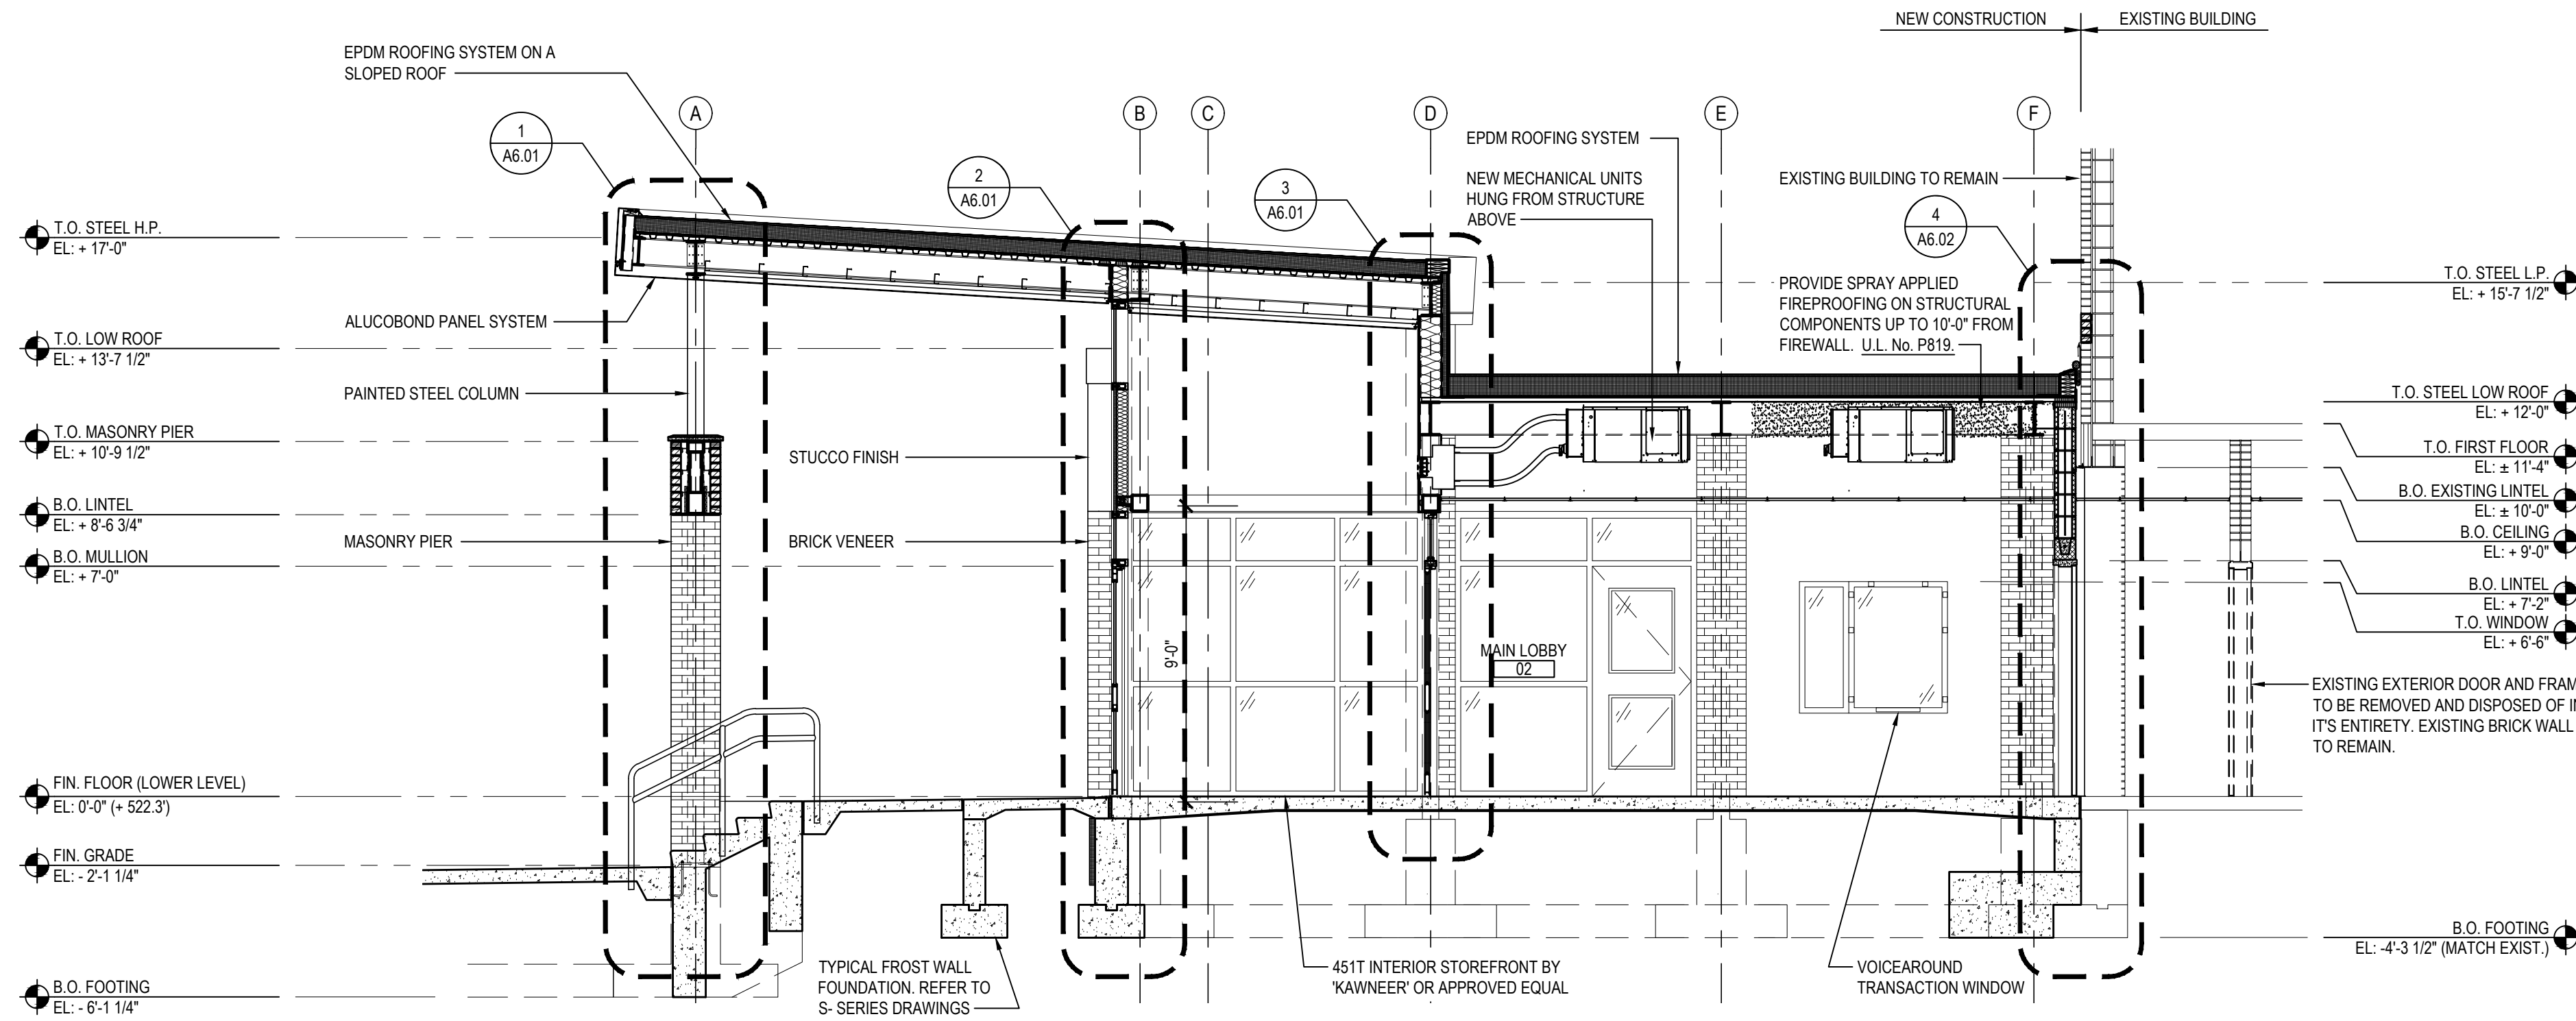 NEW CONSTRUCTION
EXISTING BUILDING
EPDM ROOFING SYSTEM ON A
SLOPED ROOF
A
B
C
D
E
F
1
A6.01
2
A6.01
3
A6.01
4
A6.02
EPDM ROOFING SYSTEM
NEW MECHANICAL UNITS
HUNG FROM STRUCTURE
ABOVE
EXISTING BUILDING TO REMAIN
PROVIDE SPRAY APPLIED
FIREPROOFING ON STRUCTURAL
COMPONENTS UP TO 10'-0" FROM
FIREWALL. U.L. No. P819.
T.O. STEEL H.P.
EL: + 17'-0"
T.O. LOW ROOF
EL: + 13'-7 1/2"
T.O. MASONRY PIER
EL: + 10'-9 1/2"
B.O. LINTEL
EL: + 8'-6 3/4"
B.O. MULLION
EL: + 7'-0"
FIN. FLOOR (LOWER LEVEL)
EL: 0'-0" (+ 522.3')
FIN. GRADE
EL: - 2'-1 1/4"
B.O. FOOTING
EL: - 6'-1 1/4"
ALUCOBOND PANEL SYSTEM
PAINTED STEEL COLUMN
MASONRY PIER
STUCCO FINISH
BRICK VENEER
9'-0"
MAIN LOBBY
02
TYPICAL FROST WALL
FOUNDATION. REFER TO
S- SERIES DRAWINGS
451T INTERIOR STOREFRONT BY
'KAWNEER' OR APPROVED EQUAL
VOICEAROUND
TRANSACTION WINDOW
T.O. STEEL L.P.
EL: + 15'-7 1/2"
T.O. STEEL LOW ROOF
EL: + 12'-0"
T.O. FIRST FLOOR
EL: ± 11'-4"
B.O. EXISTING LINTEL
EL: ± 10'-0"
B.O. CEILING
EL: + 9'-0"
B.O. LINTEL
EL: + 7'-2"
T.O. WINDOW
EL: + 6'-6"
EXISTING EXTERIOR DOOR AND FRAM
TO BE REMOVED AND DISPOSED OF I
IT'S ENTIRETY. EXISTING BRICK WALL
TO REMAIN.
B.O. FOOTING
EL: -4'-3 1/2" (MATCH EXIST.)